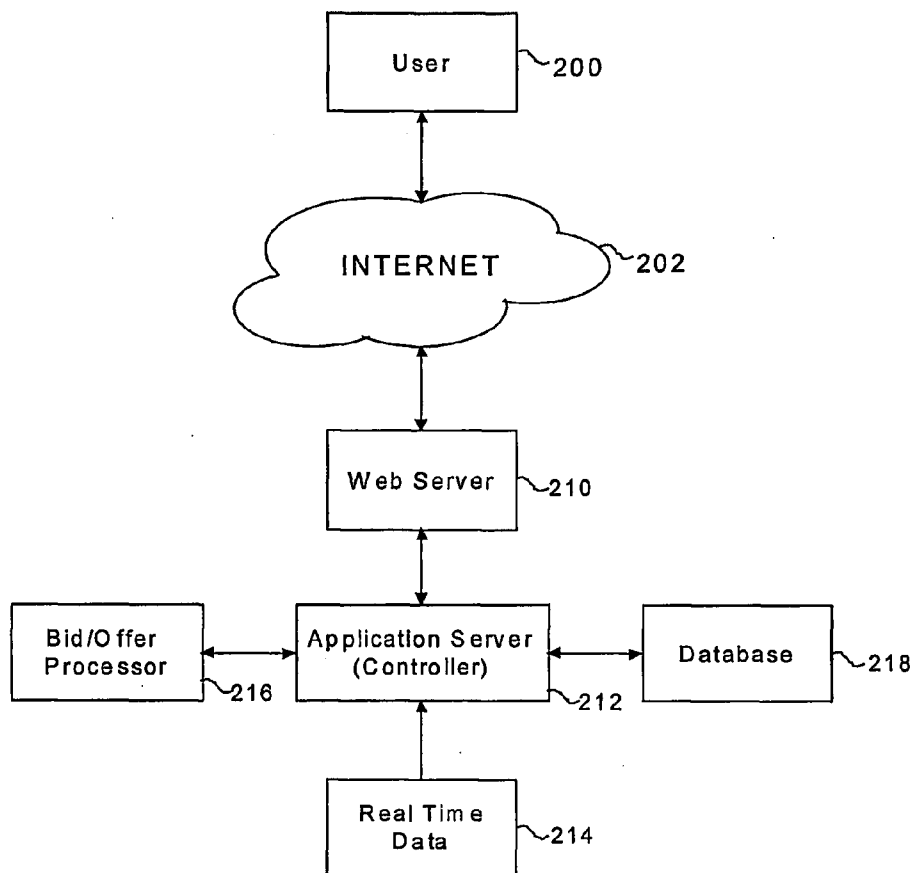 User
200
INTERNET
202
Web Server
210
Bid/Offer
Processor
216
Application Server
(Controller)
212
Database
218
Real Time
Data
214